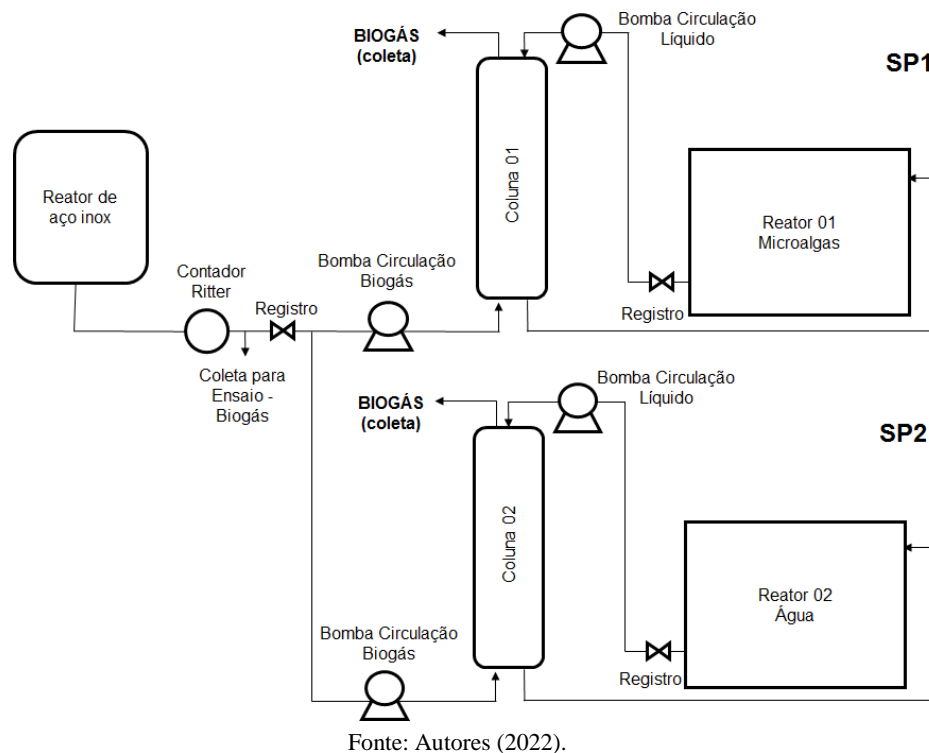 Bomba Circulação
Líquido
BIOGÁS
(coleta)
SP1
Coluna 01
Reator de
aço inox
Reator 01
Microalgas
Contador
Ritter
Bomba Circulação
Biogás
Registro
Registro
Coleta para
Ensaio -
Biogás
Bomba Circulação
Líquido
BIOGÁS
(coleta)
SP2
Coluna 02
Reator 02
Água
Bomba Circulação
Biogás
Registro
Fonte: Autores (2022).